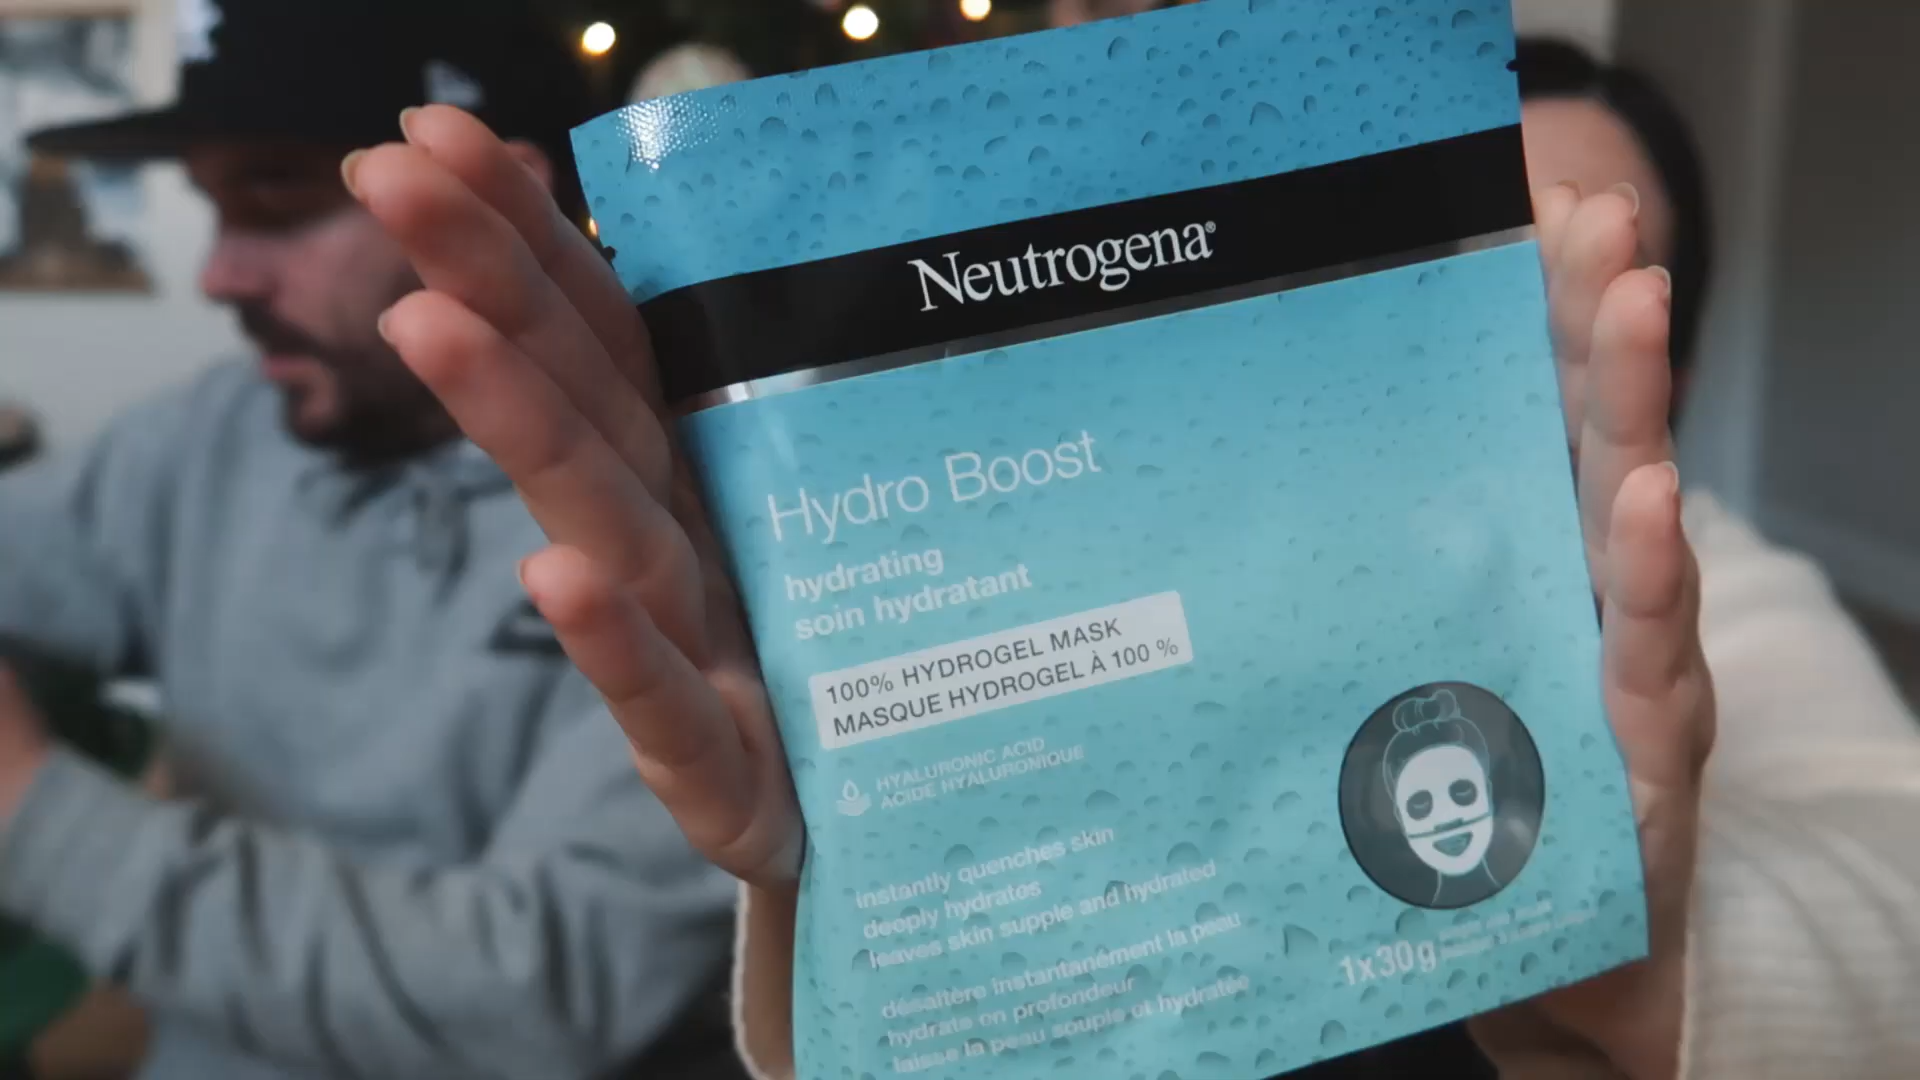 Neutrogena®
Hydro Boost
hydrating
soin hydratant
100% HYDROGEL MASK
MASQUE HYDROGEL À 100 %
HYALURONIC ACID
ACIDE HYALURONIQUE
instantly quenches skin
deeply hydrates
leaves skin supple and hydrated
désaltère instantanément la peau
hydrate en profondeur
laisse la peau souple et hydratée
1x30g